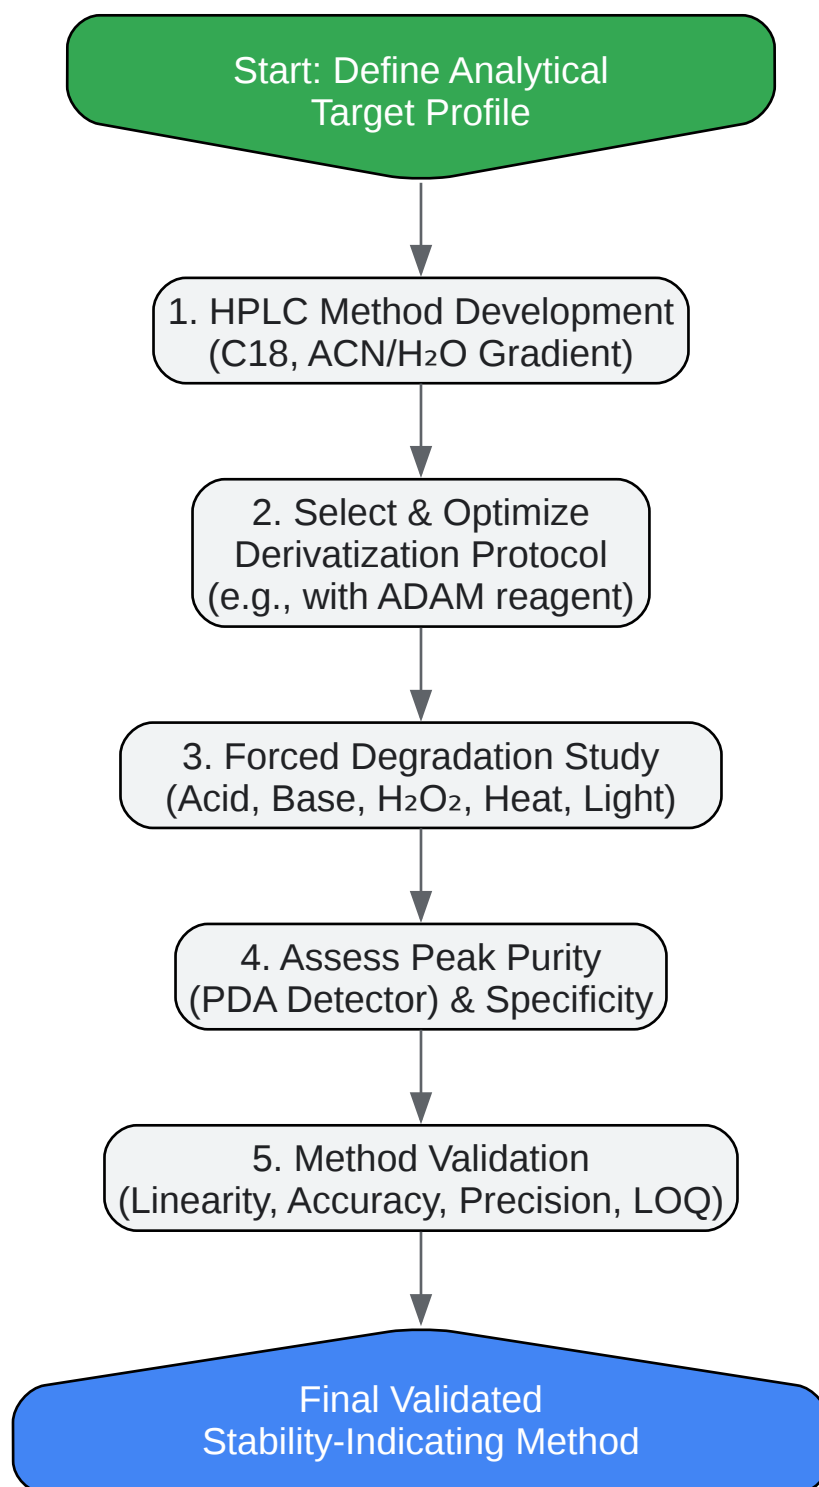 Start: Define Analytical
Target Profile
1. HPLC Method Development
(C18, ACN/H₂O Gradient)
2. Select & Optimize
Derivatization Protocol
(e.g., with ADAM reagent)
3. Forced Degradation Study
(Acid, Base, H₂O₂, Heat, Light)
4. Assess Peak Purity
(PDA Detector) & Specificity
5. Method Validation
(Linearity, Accuracy, Precision, LOQ)
Final Validated
Stability-Indicating Method